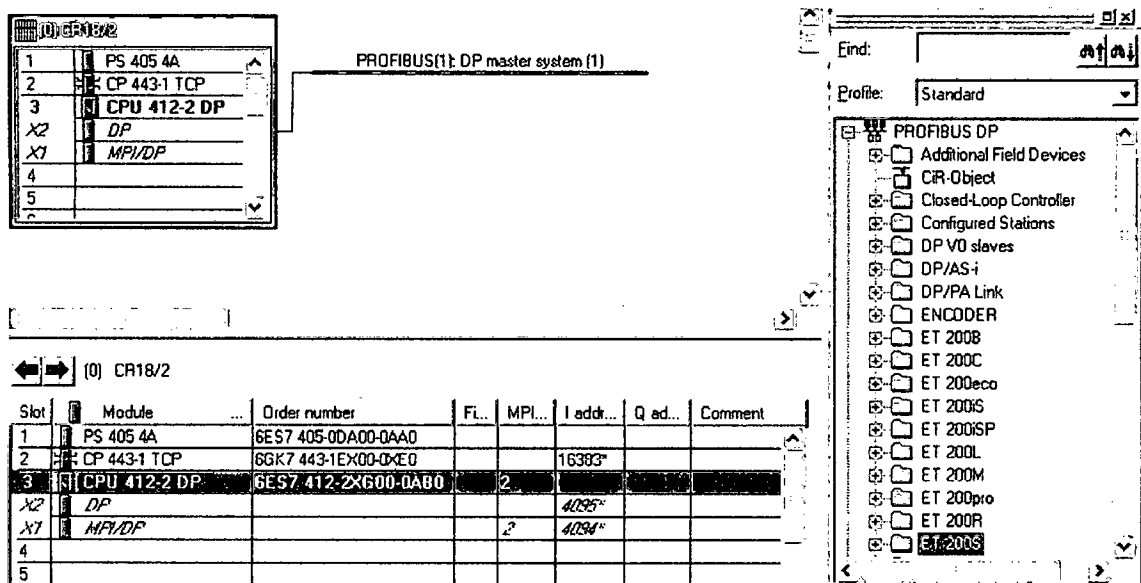 (0) CR18/2
1 PS 405 4A
2 CP 443-1 TCP
3 CPU 412-2 DP
X2 DP
X1 MPI/DP
4
5
PROFIBUS(1): DP master system (1)
Find:
Profile: Standard
PROFIBUS DP
Additional Field Devices
CiR-Object
Closed-Loop Controller
Configured Stations
DP V0 slaves
DP/AS-i
DP/PA Link
ENCODER
ET 200B
ET 200C
ET 200eco
ET 200iS
ET 200iSP
ET 200L
ET 200M
ET 200pro
ET 200R
ET 200S
(0) CR18/2
Slot Module ... Order number Fi... MPI... I addr... Q ad... Comment
1 PS 405 4A 6ES7 405-0DA00-0AA0
2 CP 443-1 TCP 6GK7 443-1EX00-0XE0 16383*
3 CPU 412-2 DP 6ES7 412-2XG00-0AB0 2
X2 DP 4095*
X1 MPI/DP 2 4094*
4
5